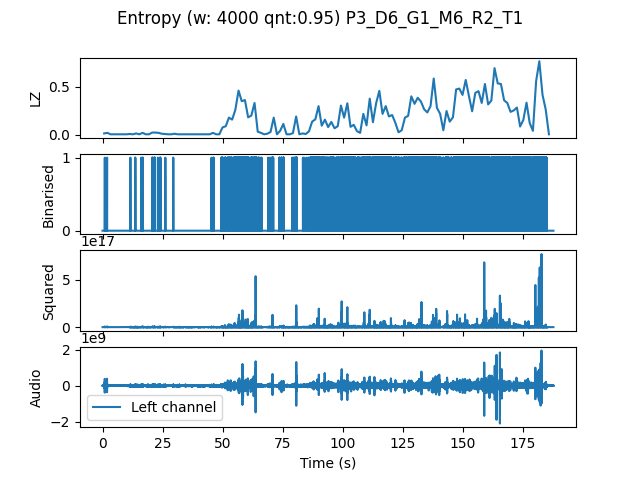 Entropy (w: 4000 qnt:0.95) P3_D6_G1_M6_R2_T1
0.5
0.0
LZ
1
0
Binarised
1e17
5
0
Squared
1e9
2
0
−2
Audio
Left channel
0 25 50 75 100 125 150 175
Time (s)